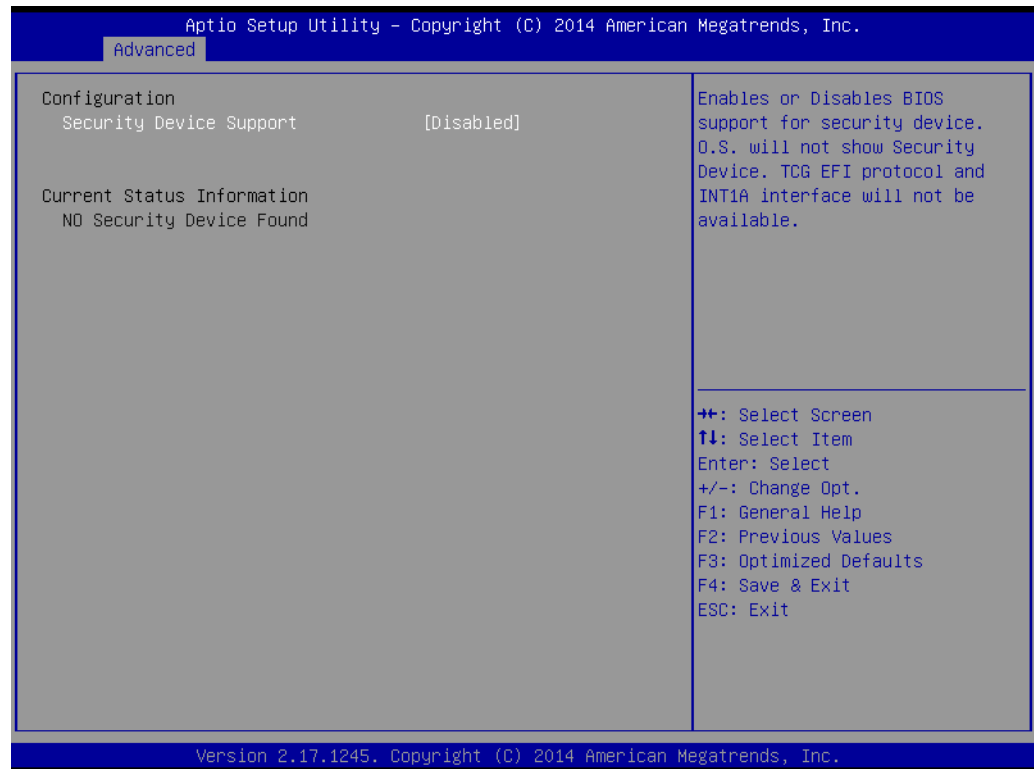 Aptio Setup Utility – Copyright (C) 2014 American Megatrends, Inc.
Advanced
Configuration
Security Device Support [Disabled]
Current Status Information
NO Security Device Found
Enables or Disables BIOS
support for security device.
O.S. will not show Security
Device. TCG EFI protocol and
INT1A interface will not be
available.
→←: Select Screen
↑↓: Select Item
Enter: Select
+/-: Change Opt.
F1: General Help
F2: Previous Values
F3: Optimized Defaults
F4: Save & Exit
ESC: Exit
Version 2.17.1245. Copyright (C) 2014 American Megatrends, Inc.